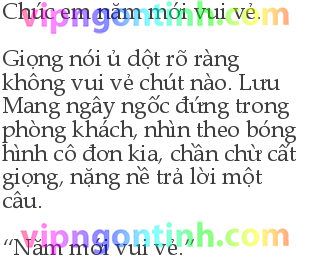 Chúc em năm mới vui vẻ.
vipngontinh.com
Giọng nói ủ dột rõ ràng
không vui vẻ chút nào. Lưu
Mang ngây ngốc đứng trong
phòng khách, nhìn theo bóng
hình cô đơn kia, chần chừ cất
giọng, nặng nề trả lời một
câu.
vipngontinh.com
“Năm mới vui vẻ.”